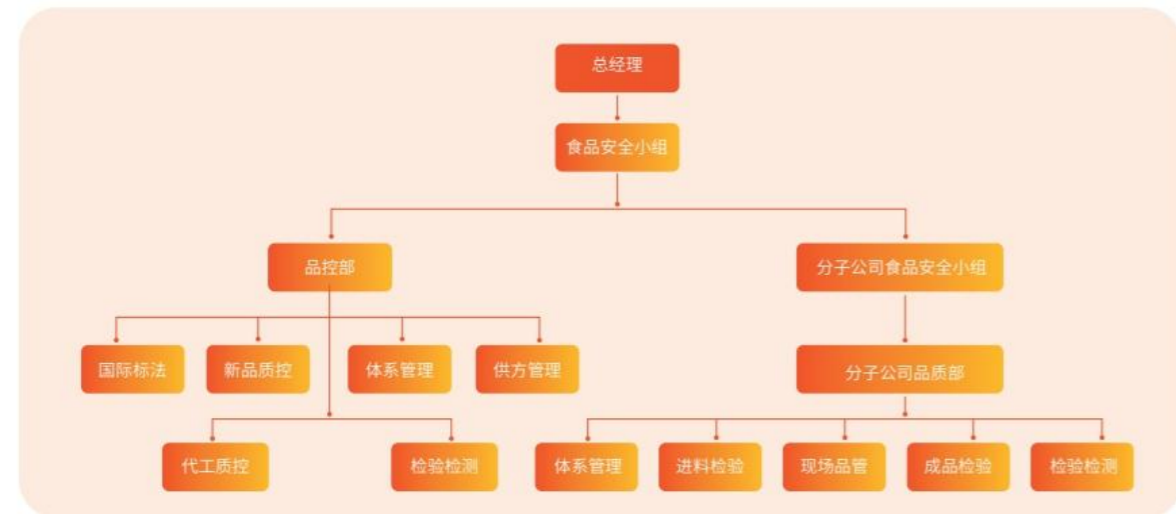 总经理
食品安全小组
品控部
分子公司食品安全小组
国际标法
新品质控
体系管理
供方管理
分子公司品质部
代工质控
检验检测
体系管理
进料检验
现场品管
成品检验
检验检测